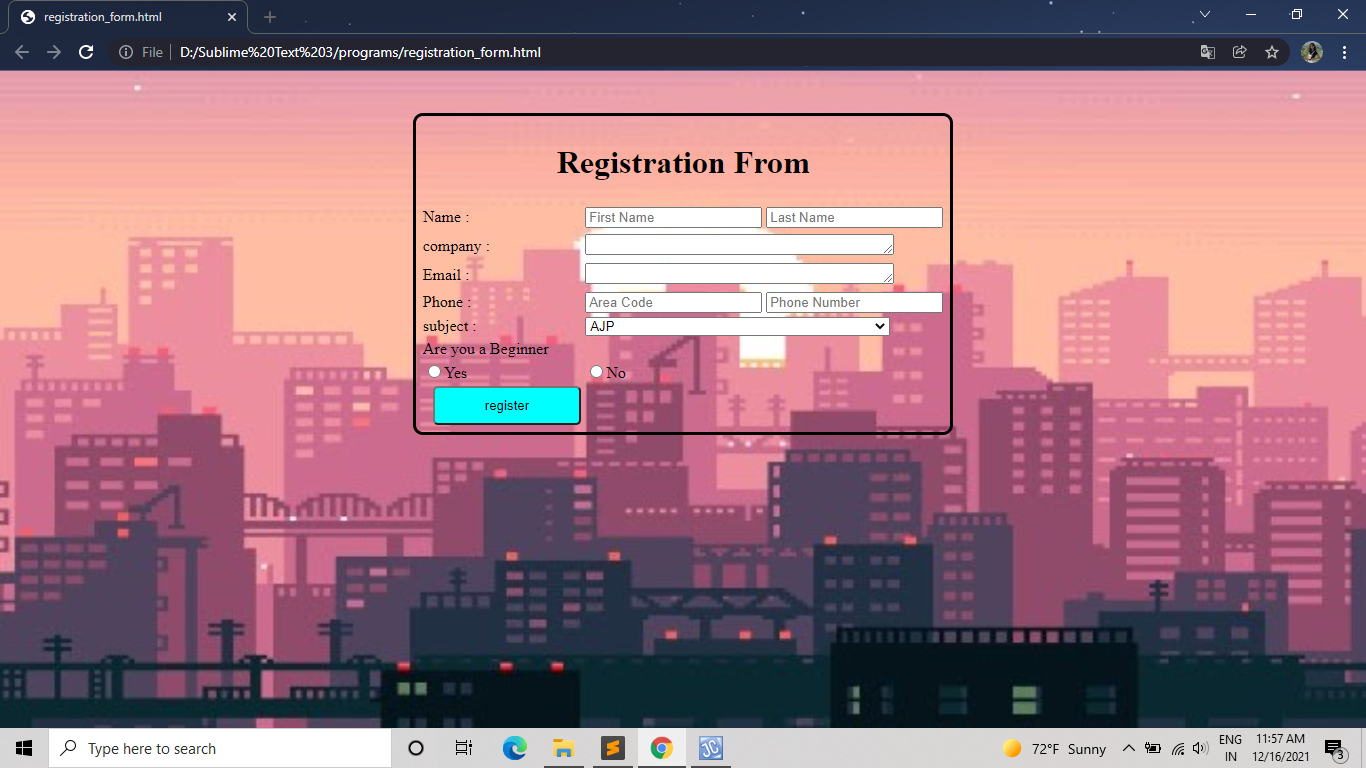 registration_form.html
File D:/Sublime%20Text%203/programs/registration_form.html
Registration From
Name : First Name Last Name
company :
Email :
Phone : Area Code Phone Number
subject : AJP
Are you a Beginner
Yes No
register
Type here to search
72°F Sunny
ENG
IN
11:57 AM
12/16/2021
3